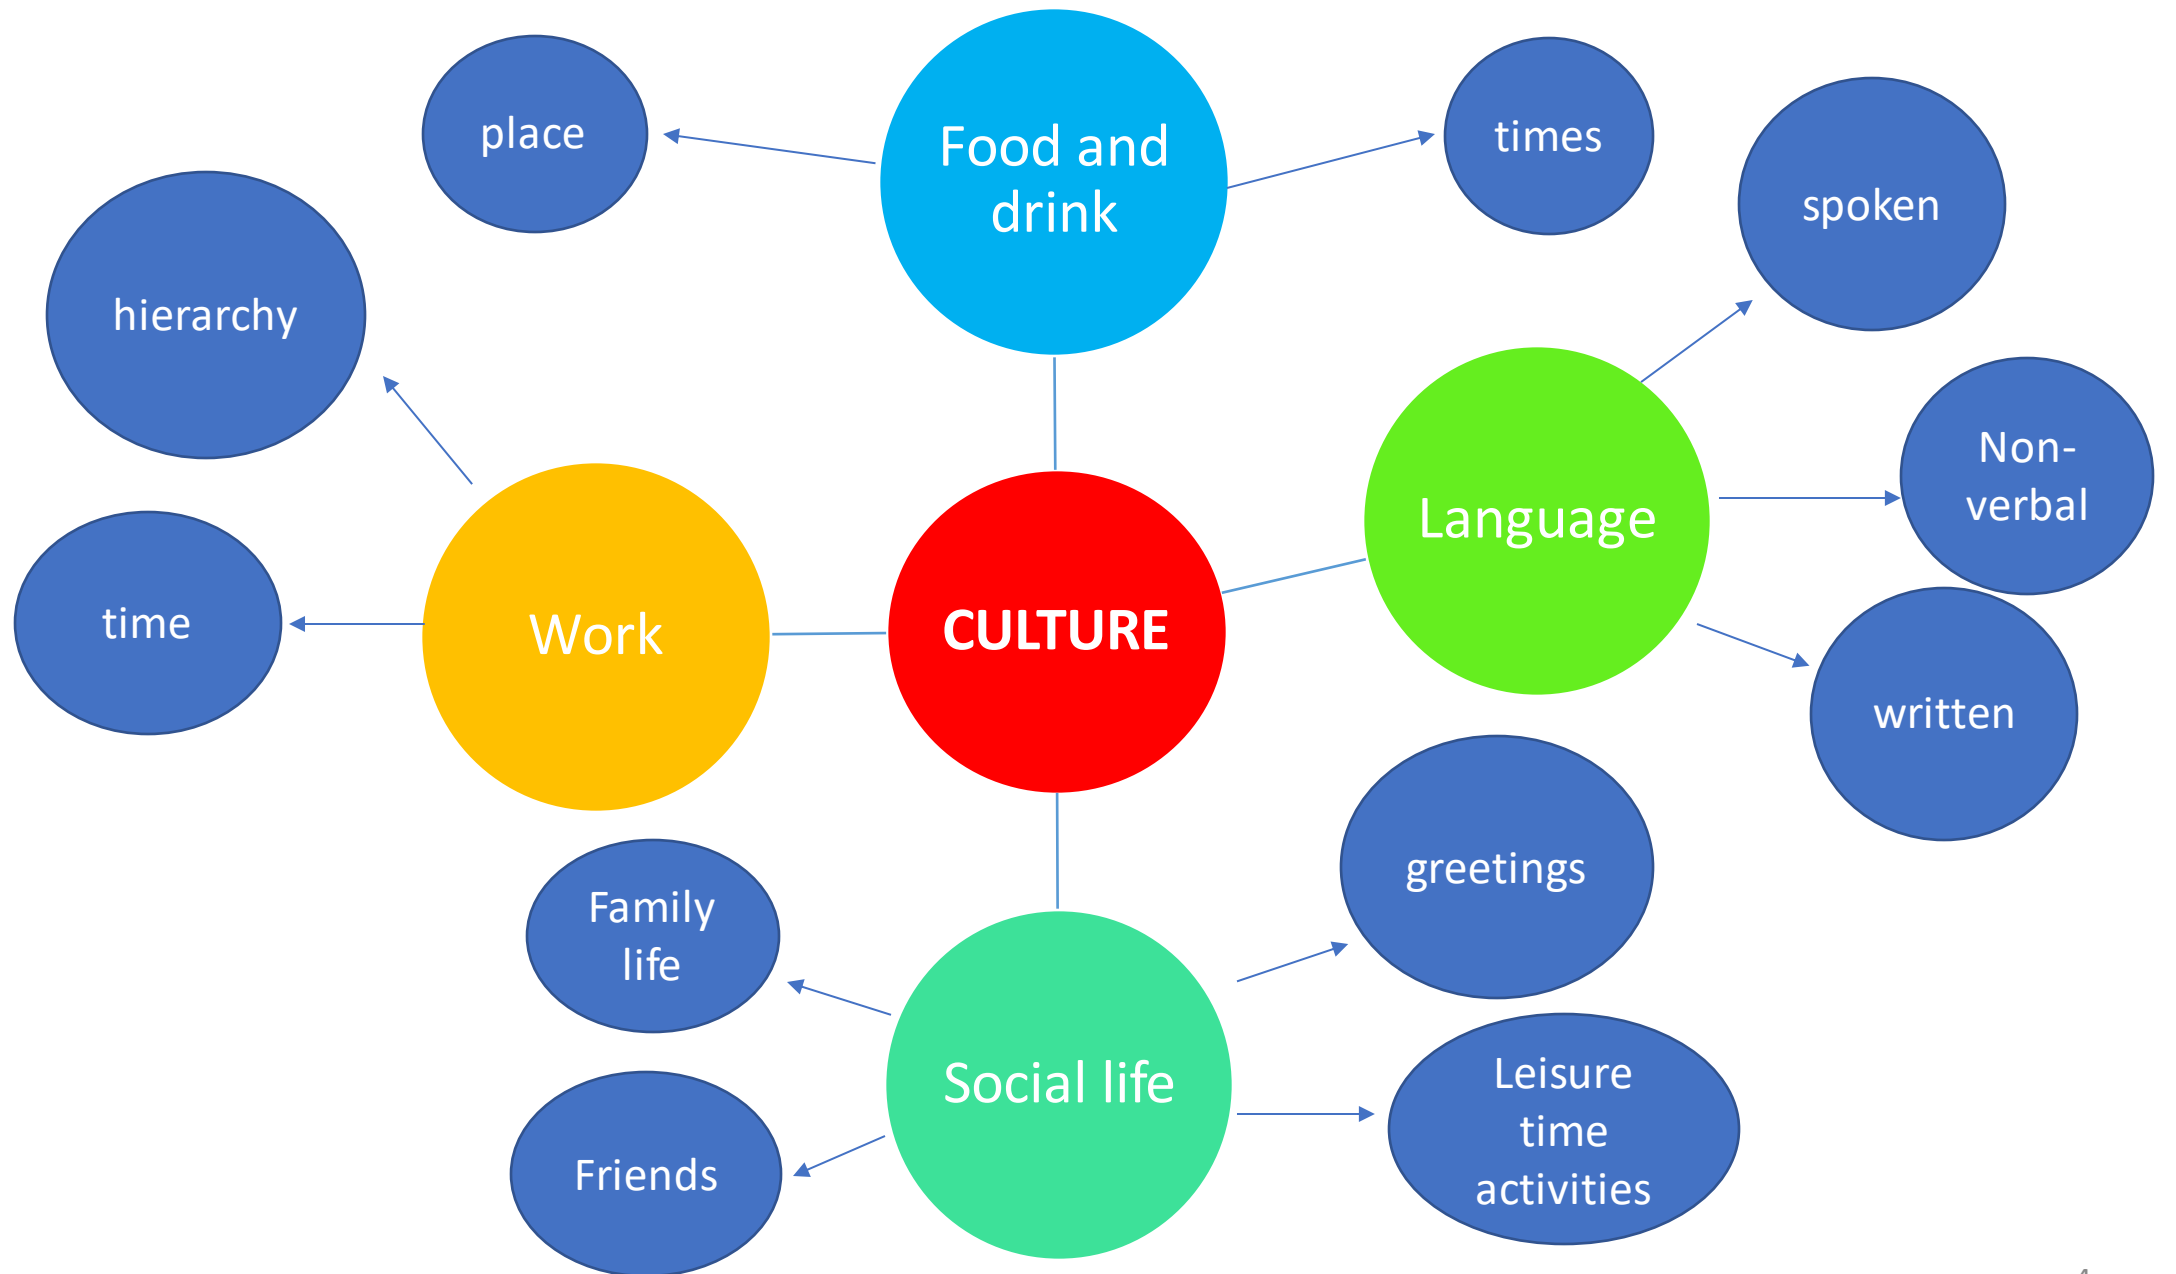 place
Food and
drink
times
spoken
hierarchy
Non-
verbal
Language
time
Work
CULTURE
written
greetings
Family
life
Social life
Leisure
time
activities
Friends